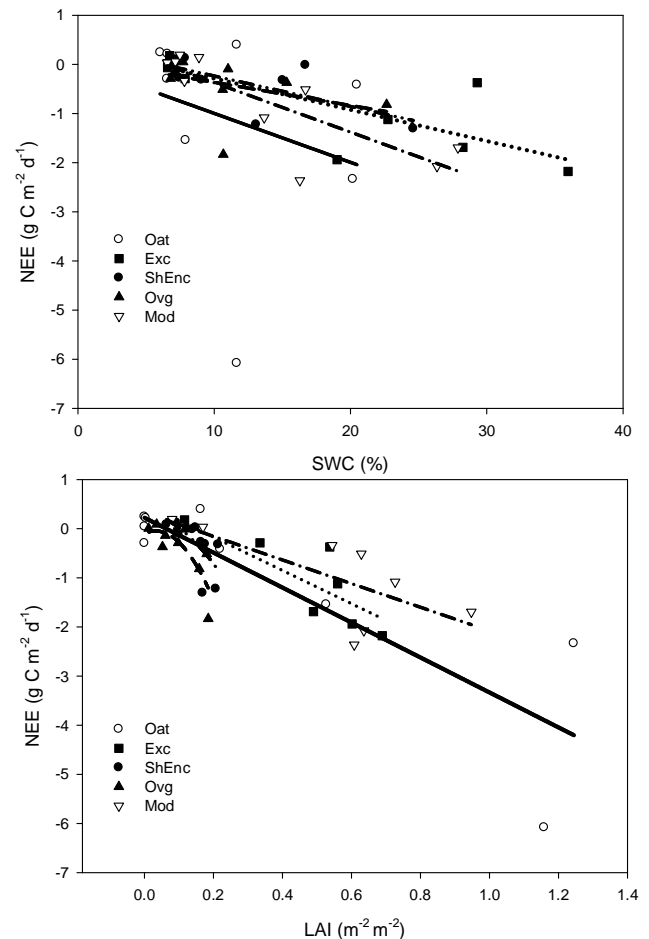 1
0
-1
-2
-3
-4
-5
-6
-7
NEE (g C m-2 d-1)
Oat
Exc
ShEnc
Ovg
Mod
0 10 20 30 40
SWC (%)
1
0
-1
-2
-3
-4
-5
-6
-7
NEE (g C m-2 d-1)
Oat
Exc
ShEnc
Ovg
Mod
0.0 0.2 0.4 0.6 0.8 1.0 1.2 1.4
LAI (m-2 m-2)